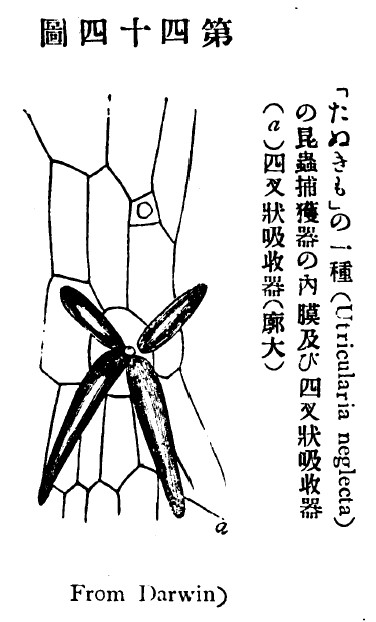 第四十四圖
「たぬきも」の一種(Utricularia neglecta)
の昆蟲捕獲器の內膜及び四叉狀吸收器
(a)四叉狀吸收器(廓大)
a
From Darwin)